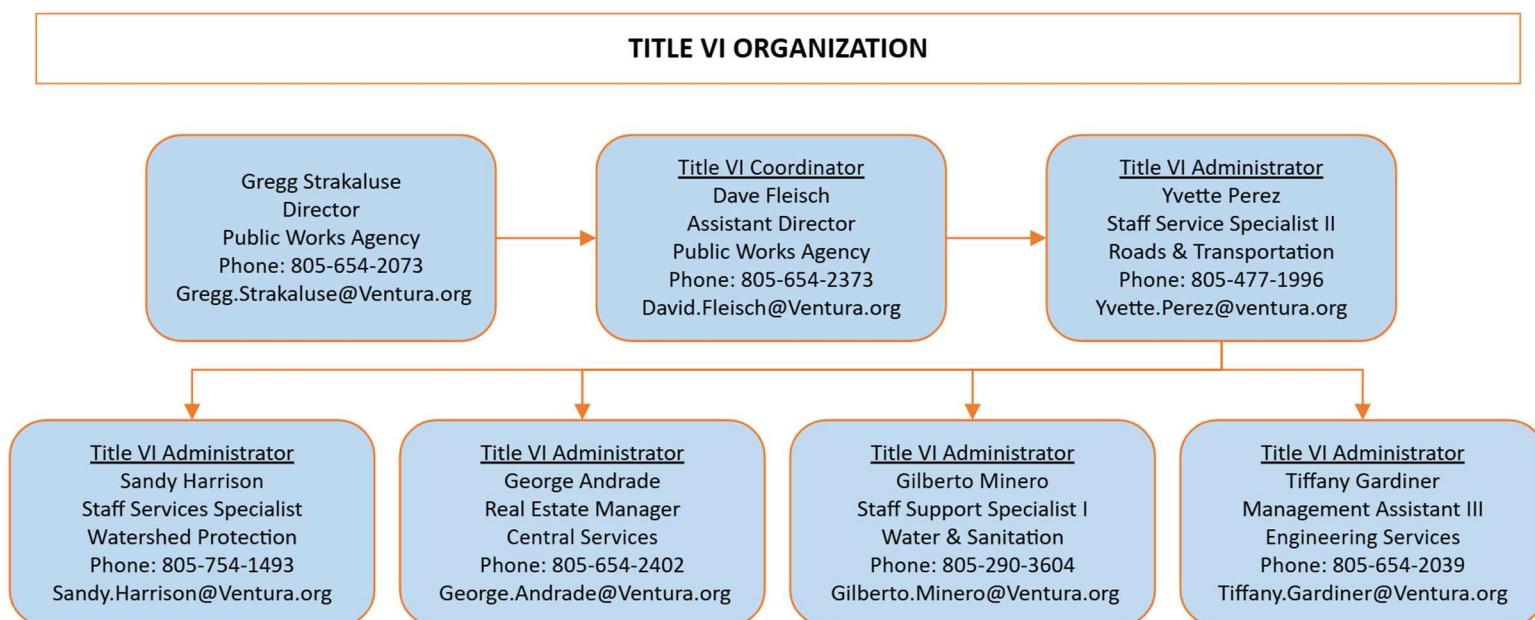 TITLE VI ORGANIZATION
Gregg Strakaluse
Director
Public Works Agency
Phone: 805-654-2073
Gregg.Strakaluse@Ventura.org
Title VI Coordinator
Dave Fleisch
Assistant Director
Public Works Agency
Phone: 805-654-2373
David.Fleisch@Ventura.org
Title VI Administrator
Yvette Perez
Staff Service Specialist II
Roads & Transportation
Phone: 805-477-1996
Yvette.Perez@ventura.org
Title VI Administrator
Sandy Harrison
Staff Services Specialist
Watershed Protection
Phone: 805-754-1493
Sandy.Harrison@Ventura.org
Title VI Administrator
George Andrade
Real Estate Manager
Central Services
Phone: 805-654-2402
George.Andrade@Ventura.org
Title VI Administrator
Gilberto Minero
Staff Support Specialist I
Water & Sanitation
Phone: 805-290-3604
Gilberto.Minero@Ventura.org
Title VI Administrator
Tiffany Gardiner
Management Assistant III
Engineering Services
Phone: 805-654-2039
Tiffany.Gardiner@Ventura.org